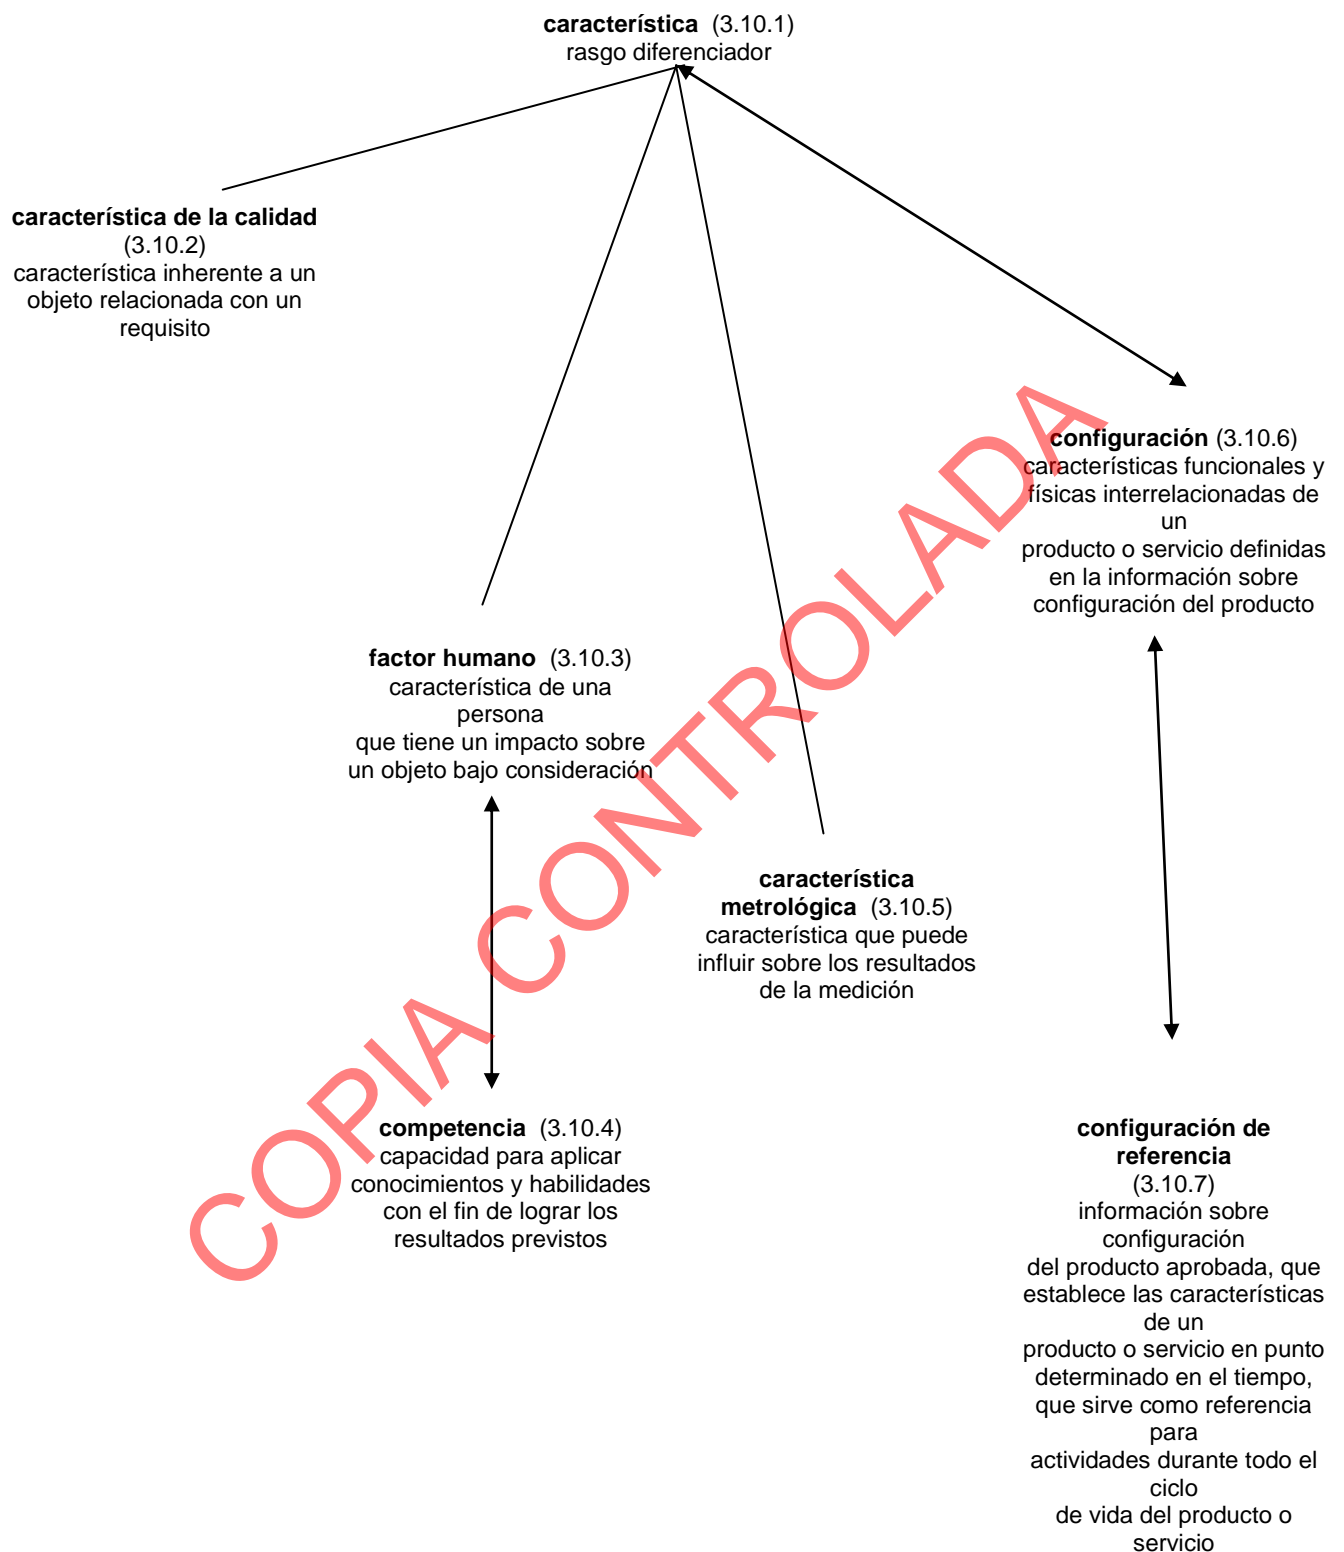 característica (3.10.1)
rasgo diferenciador
característica de la calidad
(3.10.2)
característica inherente a un
objeto relacionada con un
requisito
configuración (3.10.6)
características funcionales y
físicas interrelacionadas de
un
producto o servicio definidas
en la información sobre
configuración del producto
factor humano (3.10.3)
característica de una
persona
que tiene un impacto sobre
un objeto bajo consideración
característica
metrológica (3.10.5)
característica que puede
influir sobre los resultados
de la medición
competencia (3.10.4)
capacidad para aplicar
conocimientos y habilidades
con el fin de lograr los
resultados previstos
configuración de
referencia
(3.10.7)
información sobre
configuración
del producto aprobada, que
establece las características
de un
producto o servicio en punto
determinado en el tiempo,
que sirve como referencia
para
actividades durante todo el
ciclo
de vida del producto o
servicio
COPIA CONTROLADA